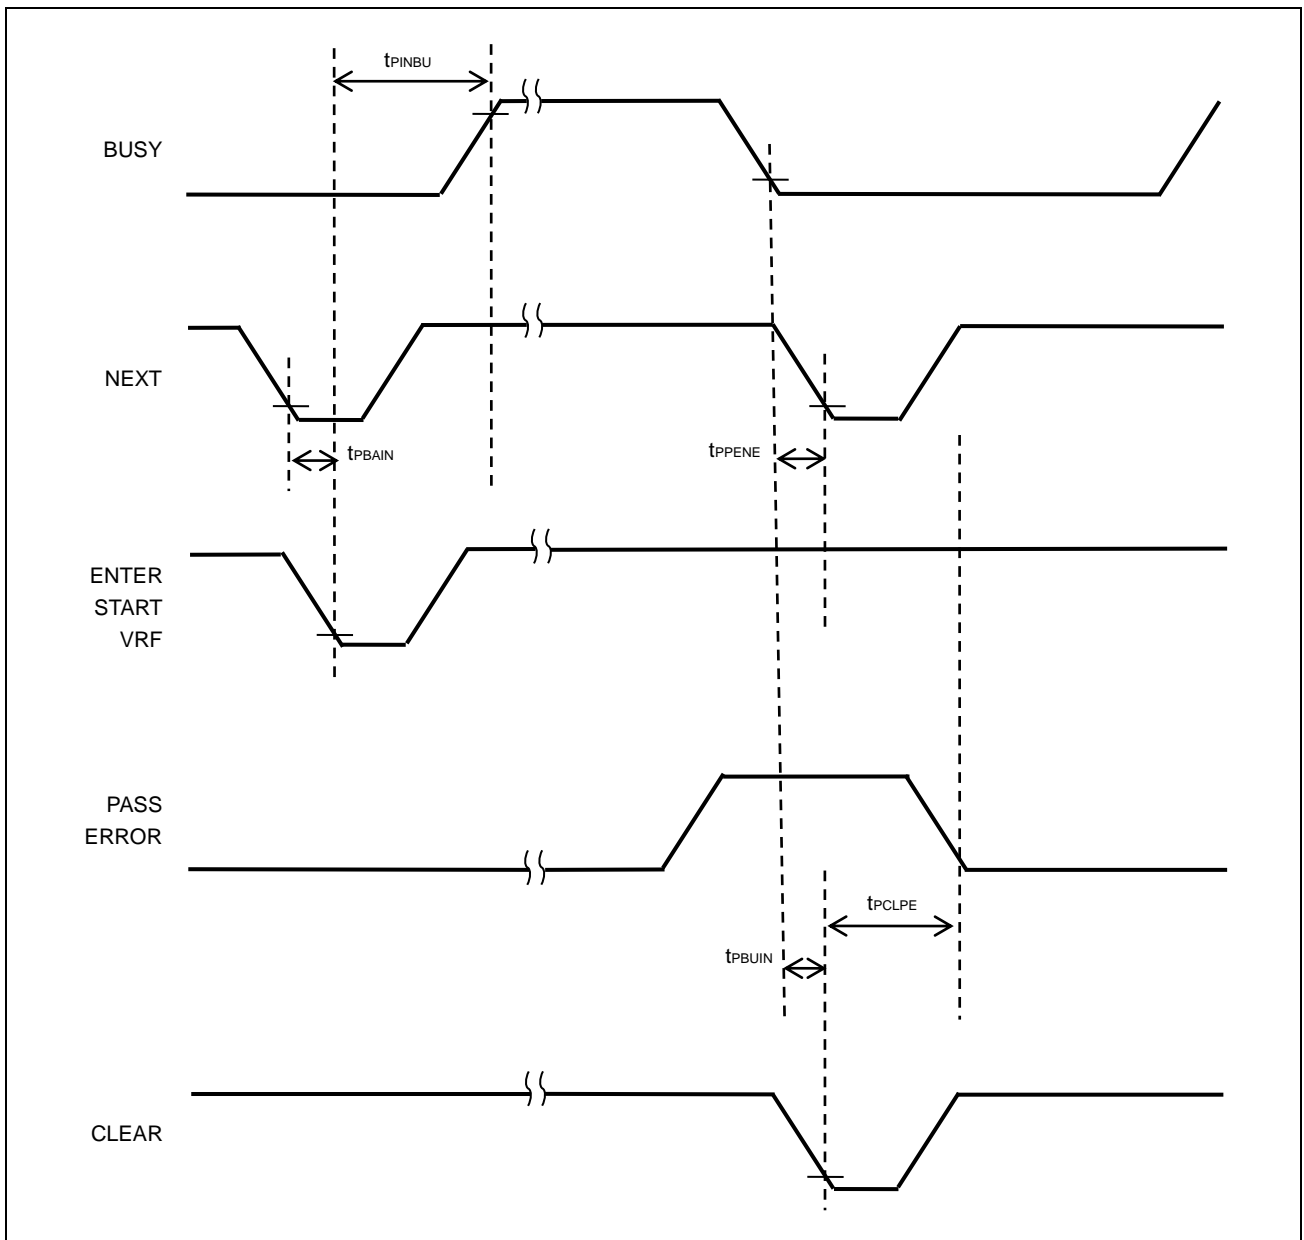 tPINBU
BUSY
NEXT
tPBAIN
tPPENE
ENTER
START
VRF
PASS
ERROR
tPCLPE
tPBUIN
CLEAR